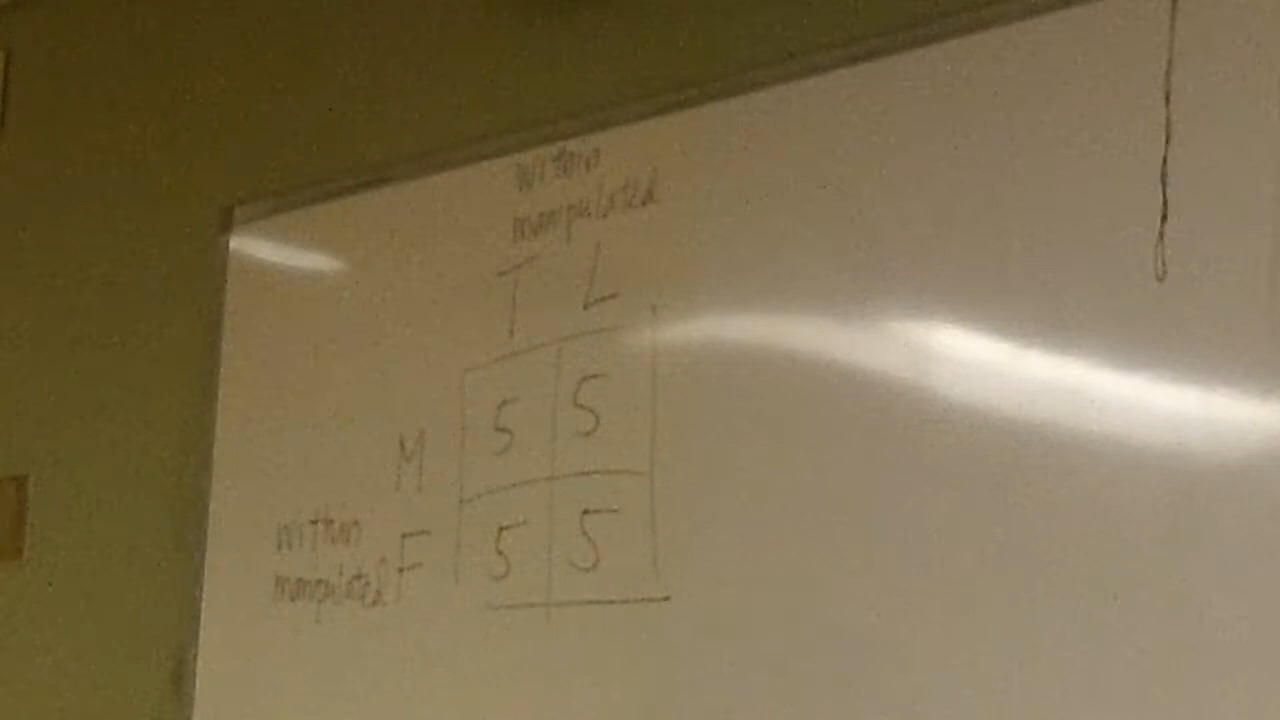 within
manipulated
T L
M 5 5
within
manipulated F 5 5